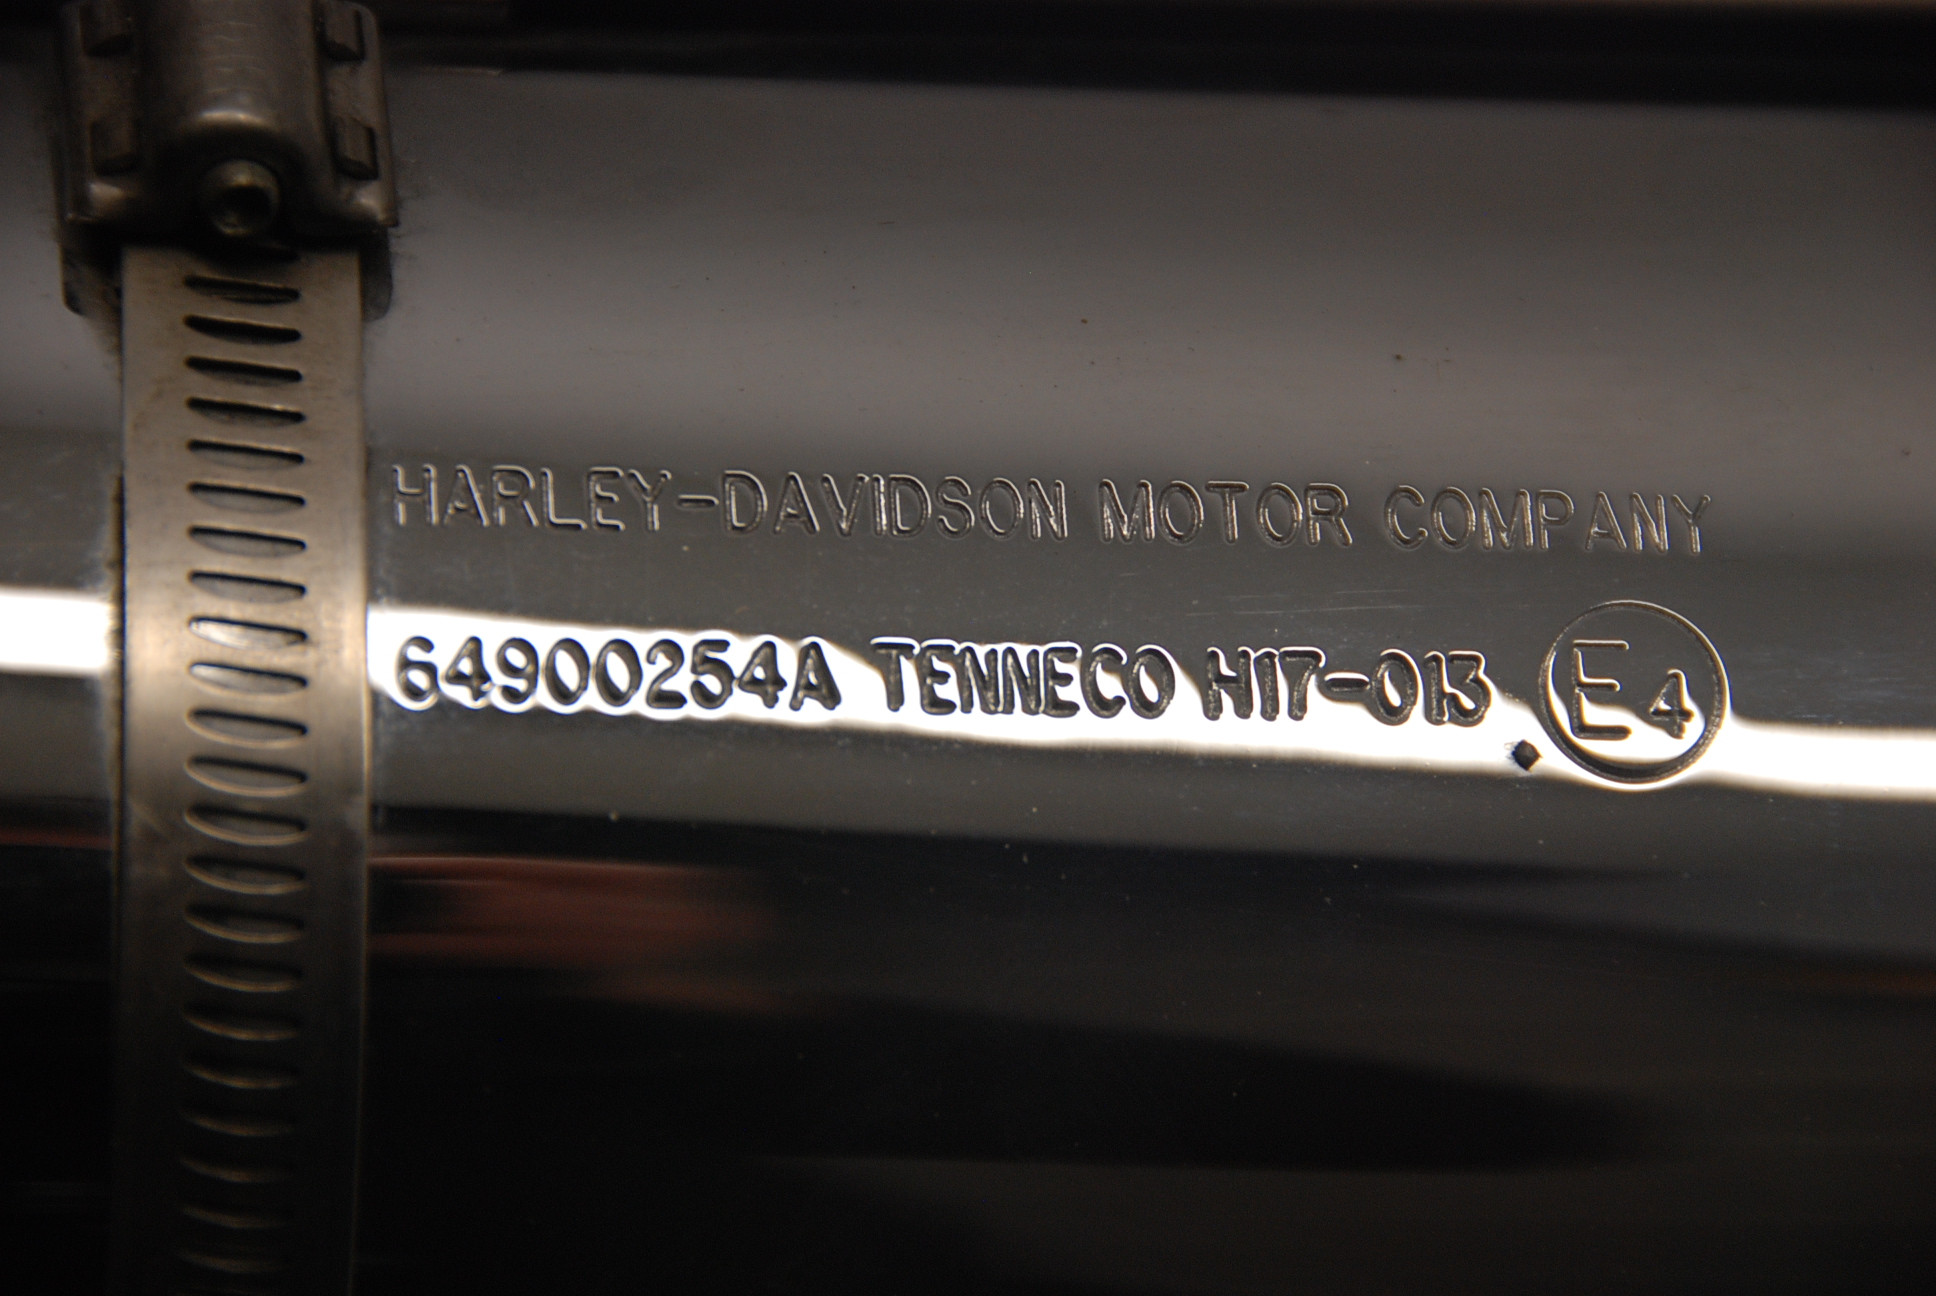 HARLEY-DAVIDSON MOTOR COMPANY
64900254A TENNECO H17-013 E4